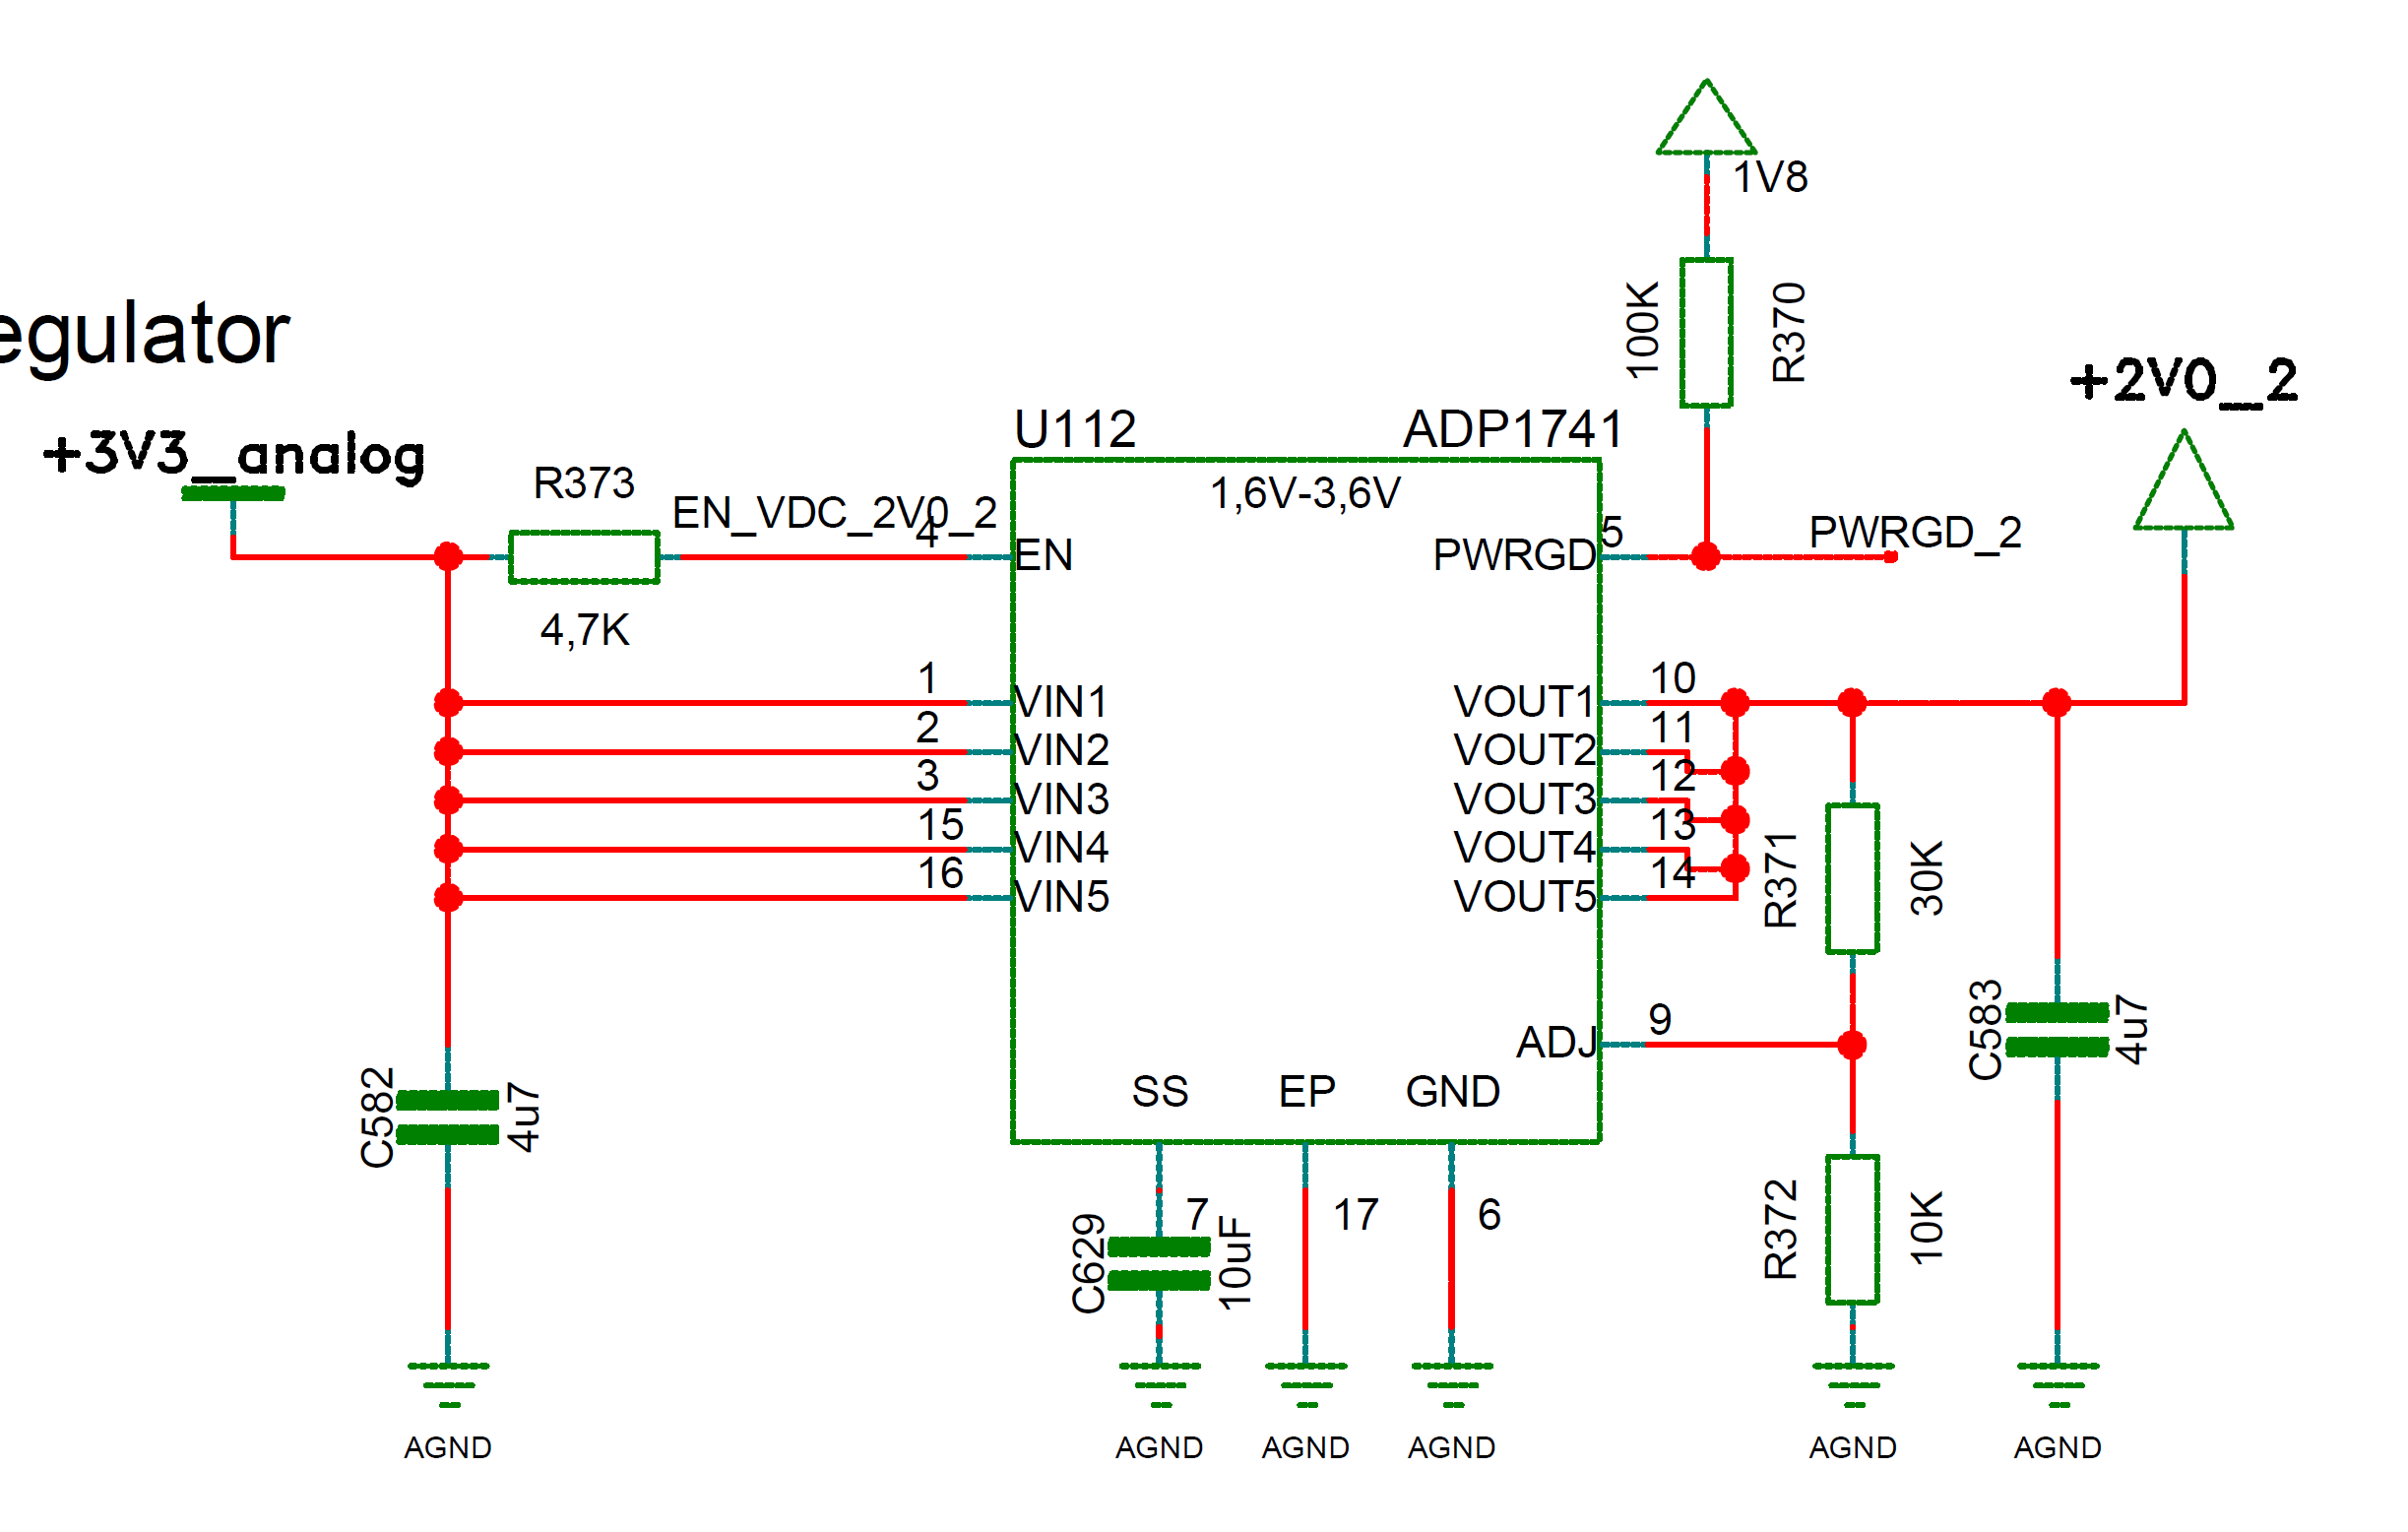 1V8
100K
R370
egulator
+2V0_2
+3V3_analog
U112
ADP1741
R373
EN_VDC_2V0_2
1,6V-3,6V
4
EN
PWRGD
5
PWRGD_2
4,7K
1
VIN1
VOUT1
10
2
VIN2
VOUT2
11
3
VIN3
VOUT3
12
15
VIN4
VOUT4
13
16
VIN5
VOUT5
14
R371
30K
ADJ
9
C583
4u7
C582
4u7
SS
EP
GND
7
17
6
C629
10uF
R372
10K
AGND
AGND
AGND
AGND
AGND
AGND